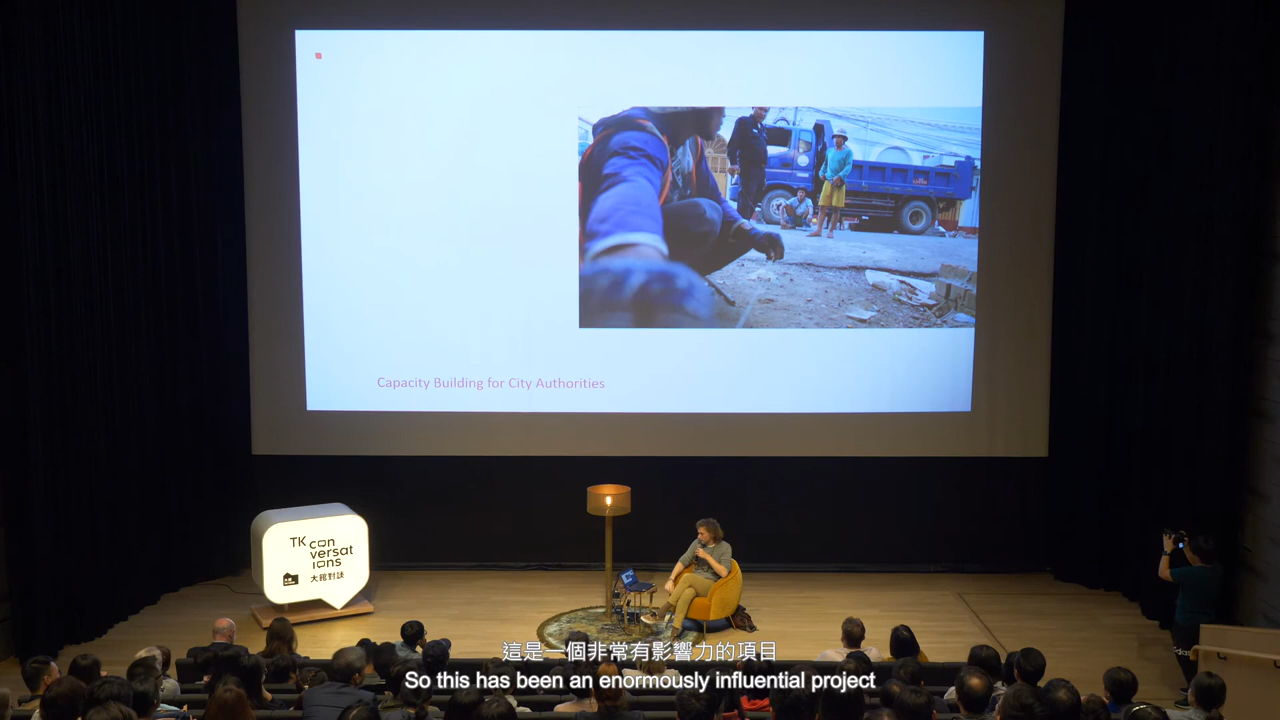 Capacity Building for City Authorities
TK con
versat
ions
大館對談
這是一個非常有影響力的項目
So this has been an enormously influential project